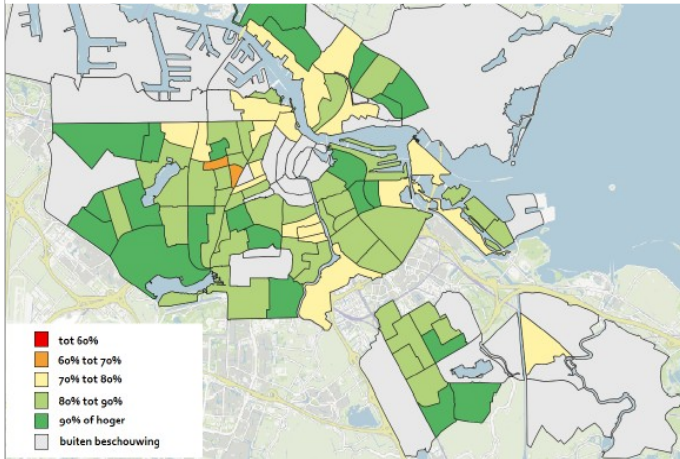 tot 60%
60% tot 70%
70% tot 80%
80% tot 90%
90% of hoger
buiten beschouwing